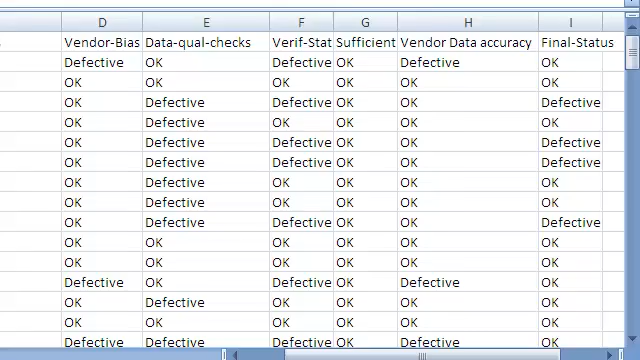 D E F G H I
Vendor-Bias Data-qual-checks Verif-Stat Sufficient Vendor Data accuracy Final-Status
Defective OK Defective OK Defective OK
OK OK OK OK OK OK
OK Defective Defective OK OK Defective
OK Defective OK OK OK OK
OK Defective Defective OK OK Defective
OK Defective Defective OK OK Defective
OK Defective OK OK OK OK
OK Defective OK OK OK OK
OK Defective Defective OK OK Defective
OK OK OK OK OK OK
OK OK OK OK OK OK
Defective OK Defective OK Defective OK
OK Defective OK OK OK OK
OK OK OK OK OK OK
Defective Defective Defective OK Defective OK